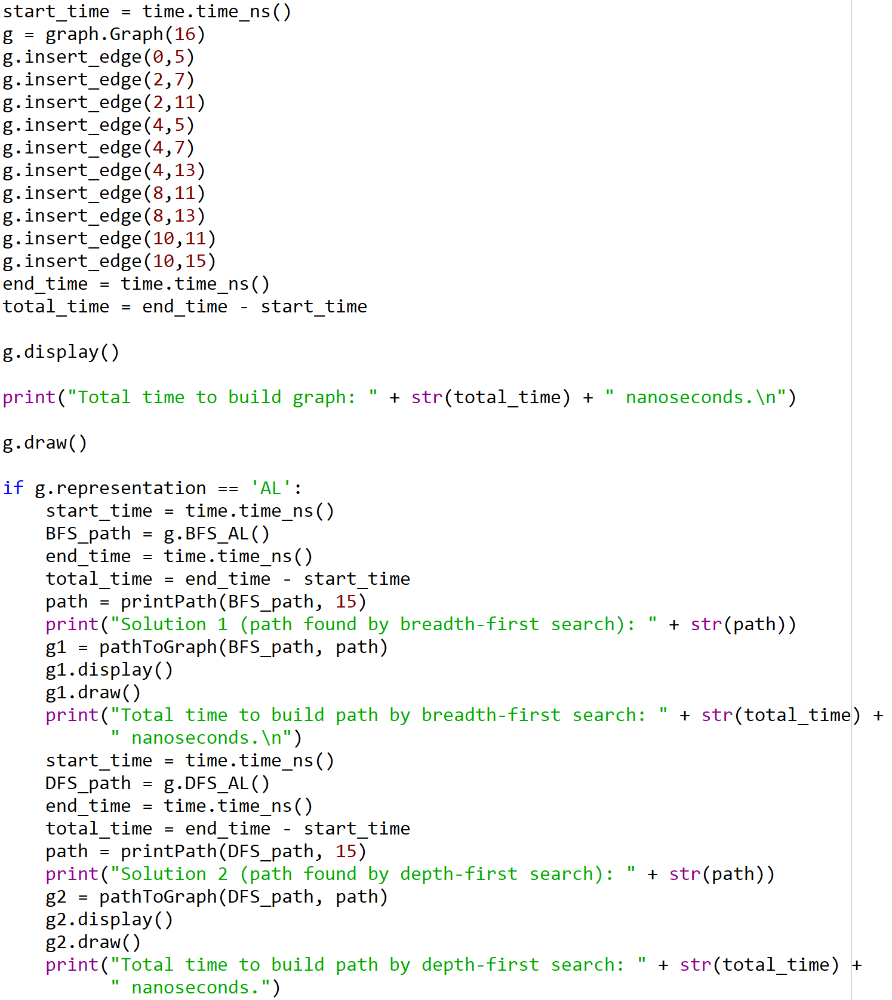 start_time = time.time_ns()
g = graph.Graph(16)
g.insert_edge(0,5)
g.insert_edge(2,7)
g.insert_edge(2,11)
g.insert_edge(4,5)
g.insert_edge(4,7)
g.insert_edge(4,13)
g.insert_edge(8,11)
g.insert_edge(8,13)
g.insert_edge(10,11)
g.insert_edge(10,15)
end_time = time.time_ns()
total_time = end_time - start_time

g.display()

print("Total time to build graph: " + str(total_time) + " nanoseconds.\n")

g.draw()

if g.representation == 'AL':
    start_time = time.time_ns()
    BFS_path = g.BFS_AL()
    end_time = time.time_ns()
    total_time = end_time - start_time
    path = printPath(BFS_path, 15)
    print("Solution 1 (path found by breadth-first search): " + str(path))
    g1 = pathToGraph(BFS_path, path)
    g1.display()
    g1.draw()
    print("Total time to build path by breadth-first search: " + str(total_time) +
          " nanoseconds.\n")
    start_time = time.time_ns()
    DFS_path = g.DFS_AL()
    end_time = time.time_ns()
    total_time = end_time - start_time
    path = printPath(DFS_path, 15)
    print("Solution 2 (path found by depth-first search): " + str(path))
    g2 = pathToGraph(DFS_path, path)
    g2.display()
    g2.draw()
    print("Total time to build path by depth-first search: " + str(total_time) +
          " nanoseconds.")